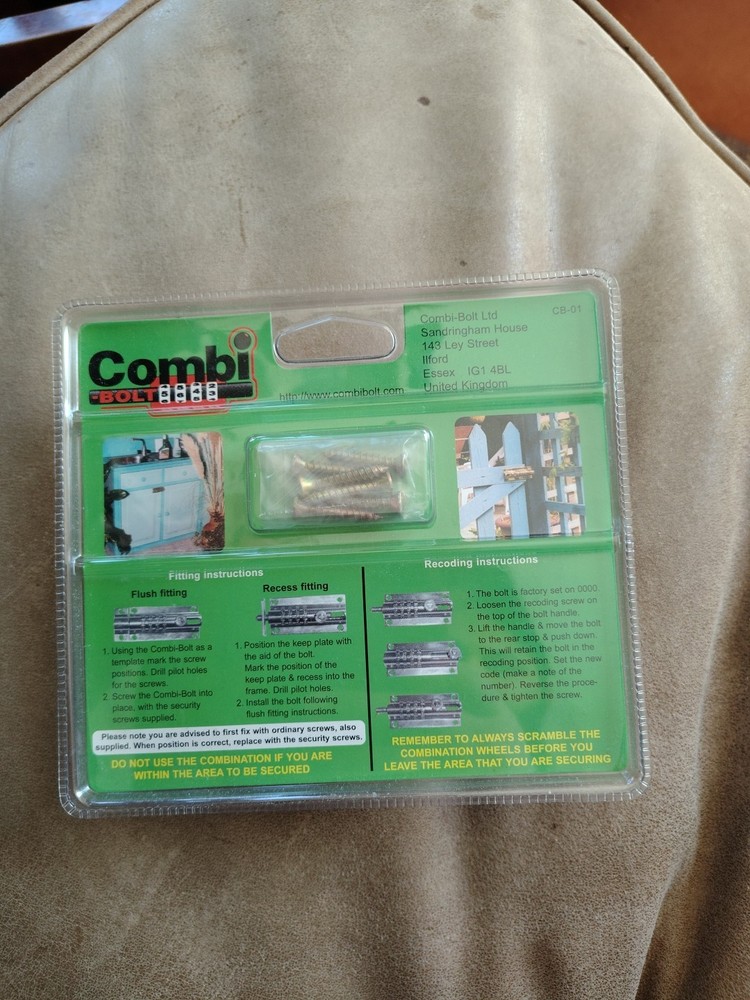 Combi
-BOLT
http://www.combibolt.com
Combi-Bolt Ltd
Sandringham House
143 Ley Street
Ilford
Essex IG1 4BL
United Kingdom
CB-01
Fitting instructions
Flush fitting
1. Using the Combi-Bolt as a
template mark the screw
positions. Drill pilot holes
for the screws.
2. Screw the Combi-Bolt into
place, with the security
screws supplied.
Recess fitting
1. Position the keep plate with
the aid of the bolt.
Mark the position of the
keep plate & recess into the
frame. Drill pilot holes.
2. Install the bolt following
flush fitting instructions.
Please note you are advised to first fix with ordinary screws, also
supplied. When position is correct, replace with the security screws.
DO NOT USE THE COMBINATION IF YOU ARE
WITHIN THE AREA TO BE SECURED
Recoding instructions
1. The bolt is factory set on 0000.
2. Loosen the recoding screw on
the top of the bolt handle.
3. Lift the handle & move the bolt
to the rear stop & push down.
This will retain the bolt in the
recoding position. Set the new
code (make a note of the
number). Reverse the proce-
dure & tighten the screw.
REMEMBER TO ALWAYS SCRAMBLE THE
COMBINATION WHEELS BEFORE YOU
LEAVE THE AREA THAT YOU ARE SECURING